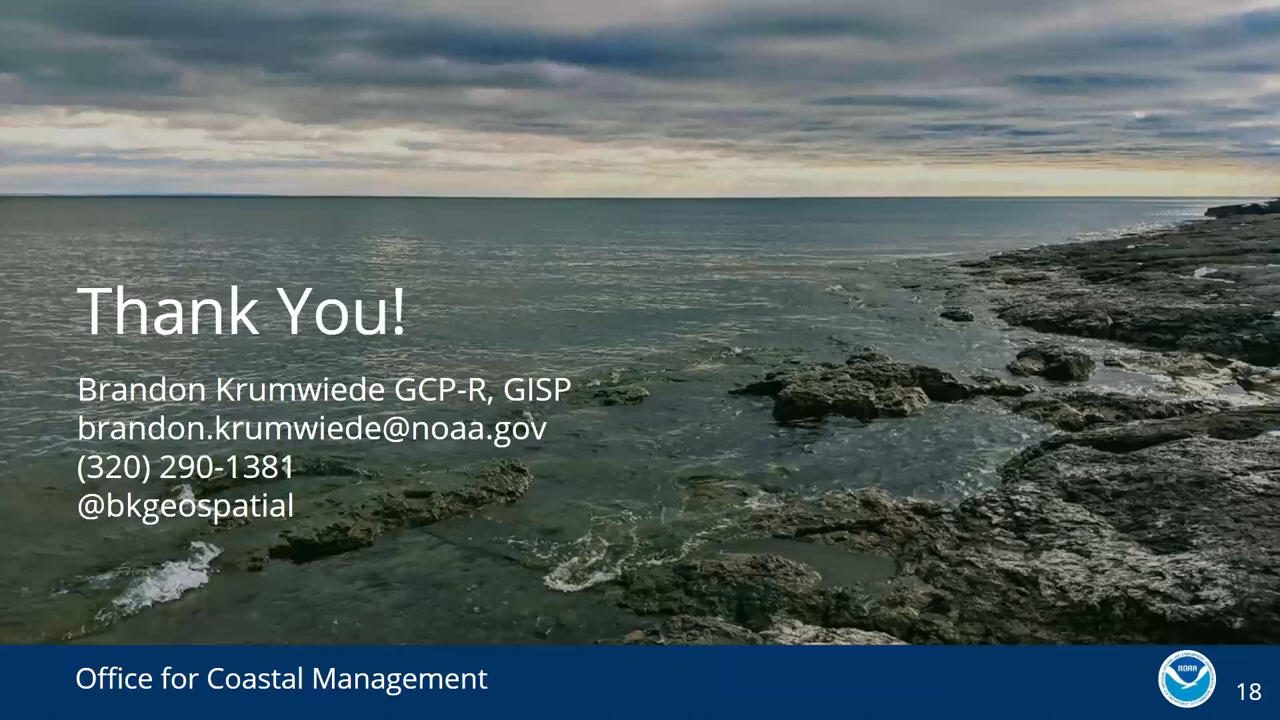 Thank You!
Brandon Krumwiede GCP-R, GISP
brandon.krumwiede@noaa.gov
(320) 290-1381
@bkgeospatial
Office for Coastal Management
NOAA
18